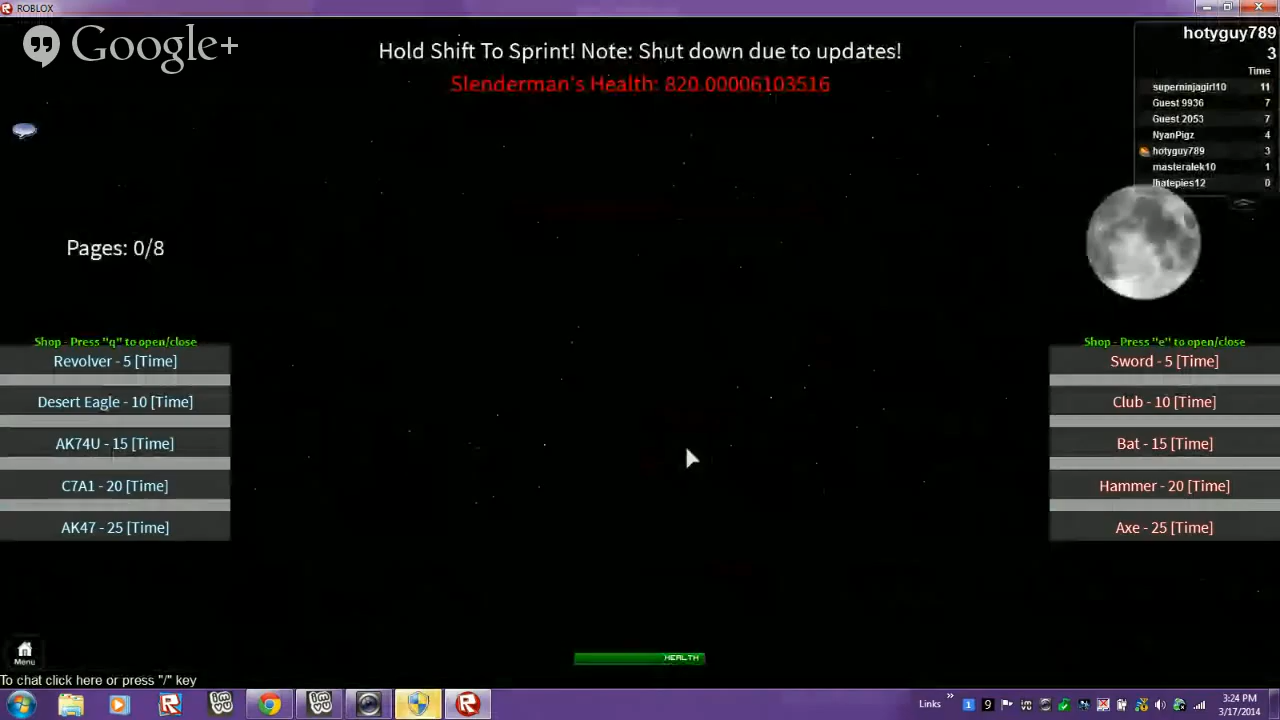 ROBLOX
Google+
Hold Shift To Sprint! Note: Shut down due to updates!
Slenderman's Health: 820.00006103516
hotyguy789
3
Time
superninjagirl10 11
Guest 9936 7
Guest 2053 7
NyanPigz 4
hotyguy789 3
masteralek10 1
Ihatepies12 0
Pages: 0/8
Shop - Press "q" to open/close
Revolver - 5 [Time]
Desert Eagle - 10 [Time]
AK74U - 15 [Time]
C7A1 - 20 [Time]
AK47 - 25 [Time]
Shop - Press "e" to open/close
Sword - 5 [Time]
Club - 10 [Time]
Bat - 15 [Time]
Hammer - 20 [Time]
Axe - 25 [Time]
HEALTH
Menu
To chat click here or press "/" key
Links
3:24 PM
3/17/2014